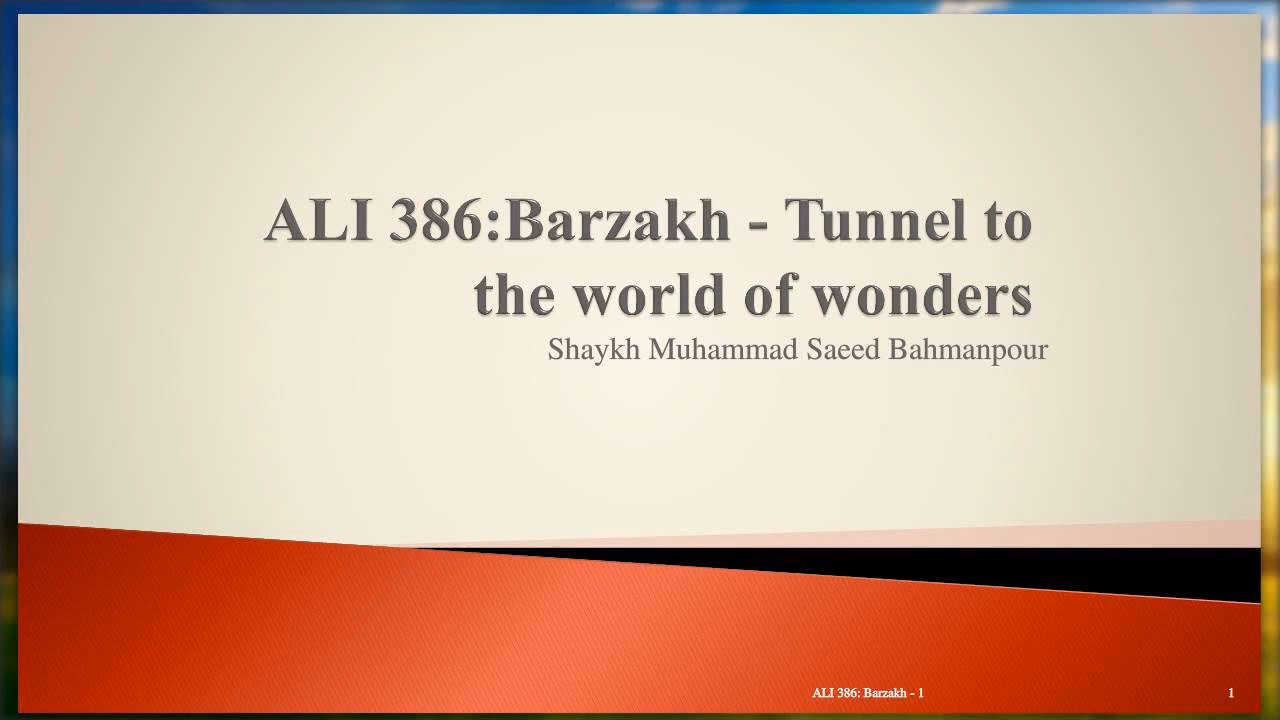 ALI 386:Barzakh - Tunnel to
the world of wonders
Shaykh Muhammad Saeed Bahmanpour
ALI 386: Barzakh - 1
1